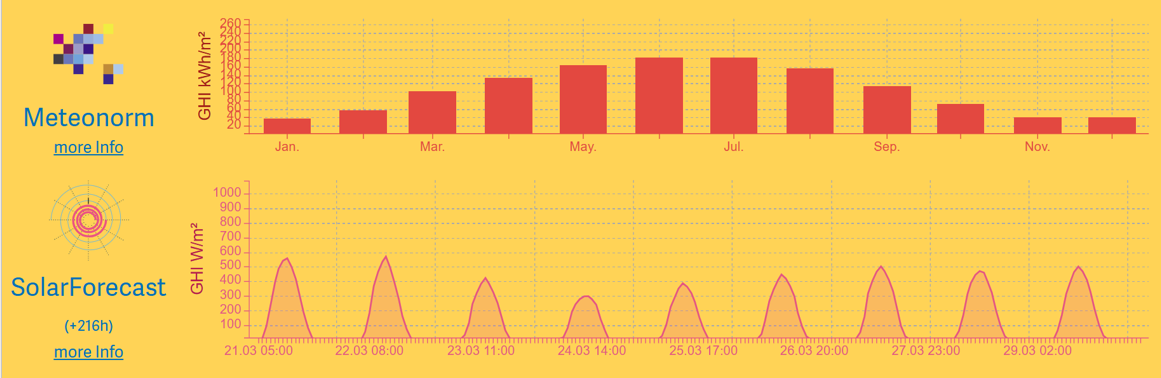 Meteonorm
more Info
GHI kWh/m²
260
240
220
200
180
160
140
120
100
80
60
40
20
Jan.
Mar.
May.
Jul.
Sep.
Nov.
SolarForecast
(+216h)
more Info
GHI W/m²
1000
900
800
700
600
500
400
300
200
100
21.03 05:00
22.03 08:00
23.03 11:00
24.03 14:00
25.03 17:00
26.03 20:00
27.03 23:00
29.03 02:00